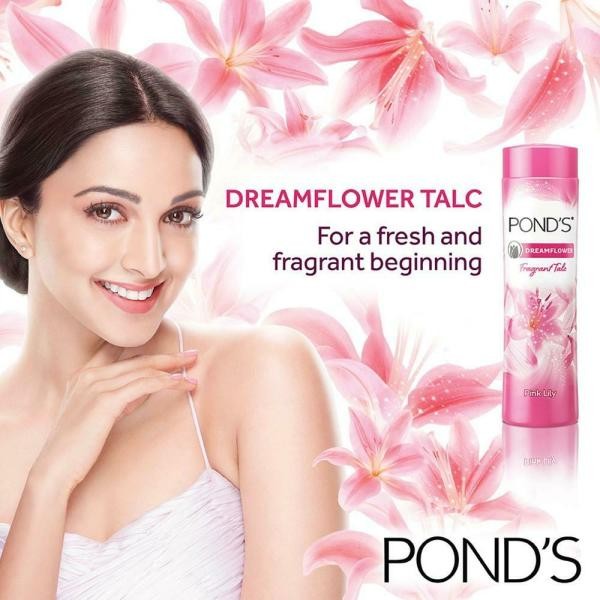 DREAMFLOWER TALC
For a fresh and
fragrant beginning
POND'S
DREAMFLOWER
Fragrant Talc
Pink Lily
POND'S